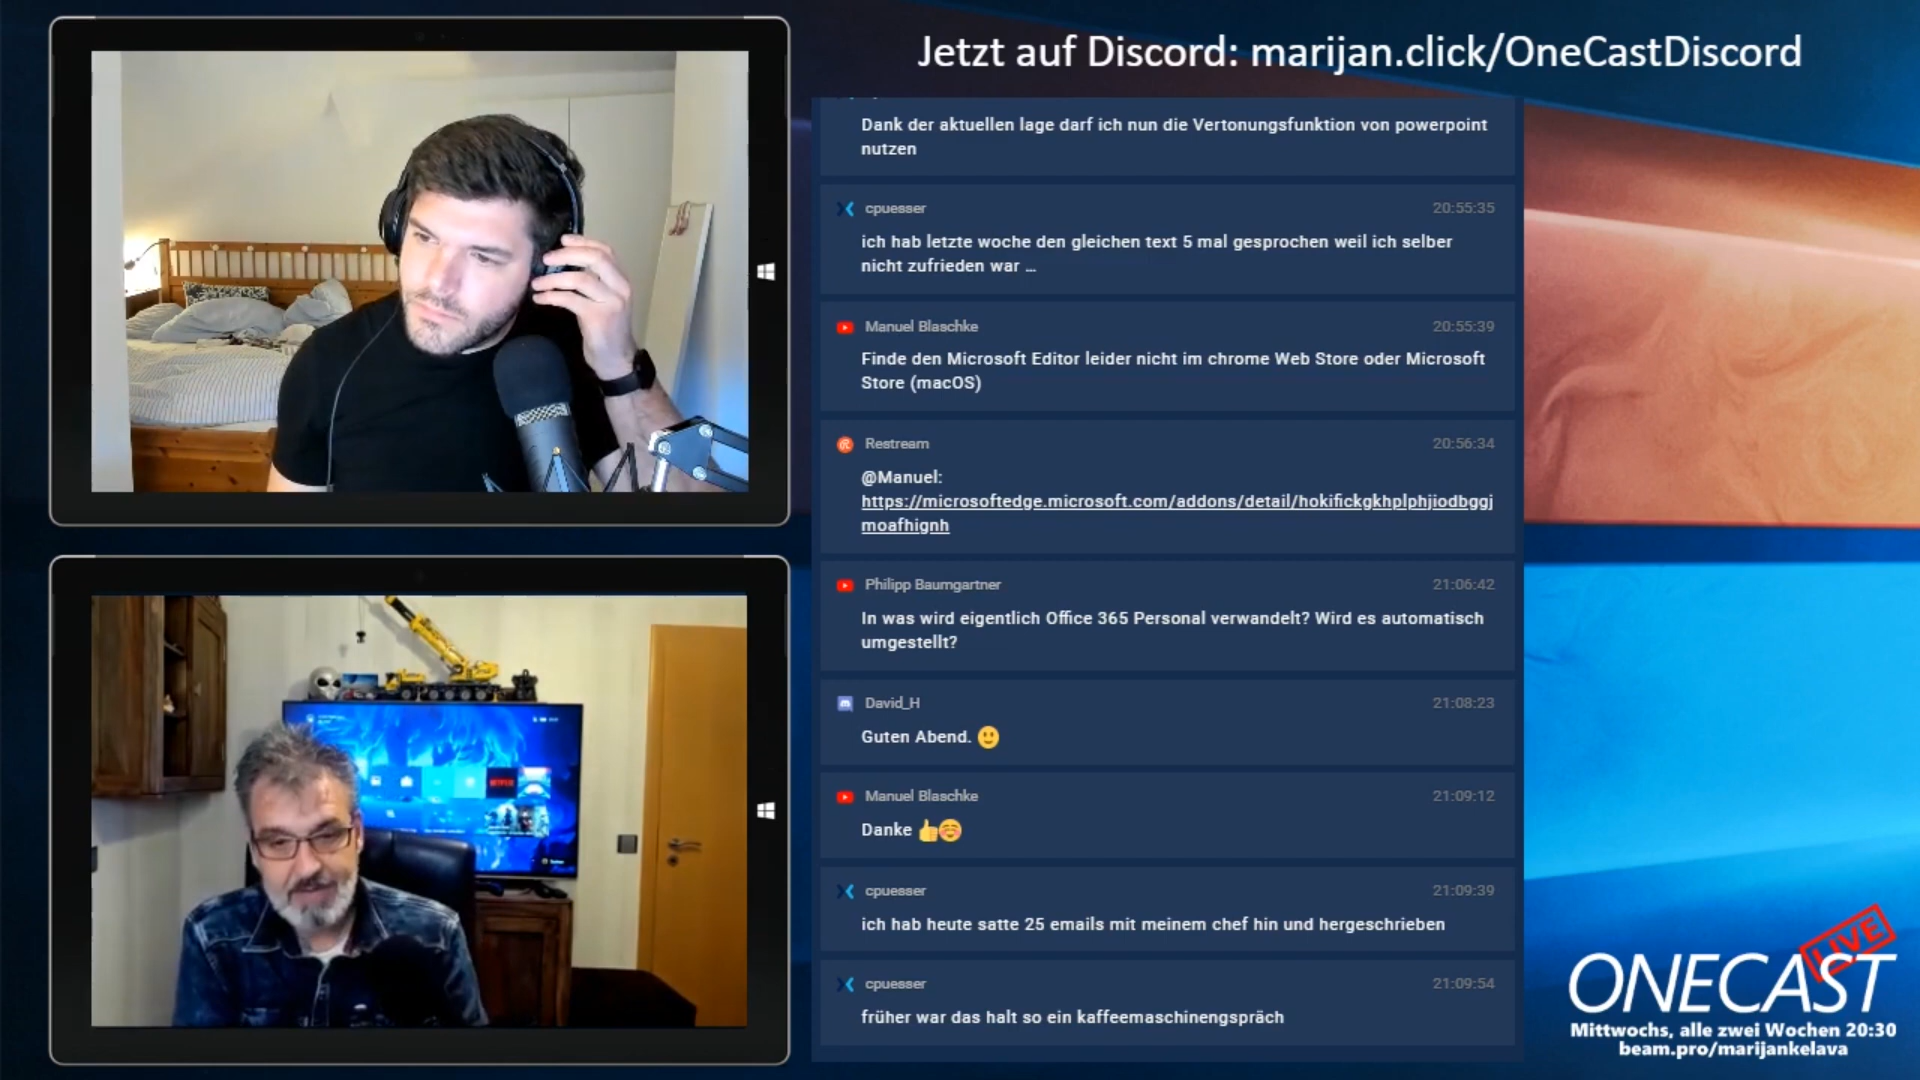 Jetzt auf Discord: marijan.click/OneCastDiscord
Dank der aktuellen lage darf ich nun die Vertonungsfunktion von powerpoint
nutzen
cpuesser 20:55:35
ich hab letzte woche den gleichen text 5 mal gesprochen weil ich selber
nicht zufrieden war ...
Manuel Blaschke 20:55:39
Finde den Microsoft Editor leider nicht im chrome Web Store oder Microsoft
Store (macOS)
Restream 20:56:34
@Manuel:
https://microsoftedge.microsoft.com/addons/detail/hokifickgkhplphjiodbggj
moafhignh
Philipp Baumgartner 21:06:42
In was wird eigentlich Office 365 Personal verwandelt? Wird es automatisch
umgestellt?
David_H 21:08:23
Guten Abend. 🙂
Manuel Blaschke 21:09:12
Danke 👍☺️
cpuesser 21:09:39
ich hab heute satte 25 emails mit meinem chef hin und hergeschrieben
cpuesser 21:09:54
früher war das halt so ein kaffeemaschinengspräch
NETFLIX
LIVE
ONECAST
Mittwochs, alle zwei Wochen 20:30
beam.pro/marijankelava